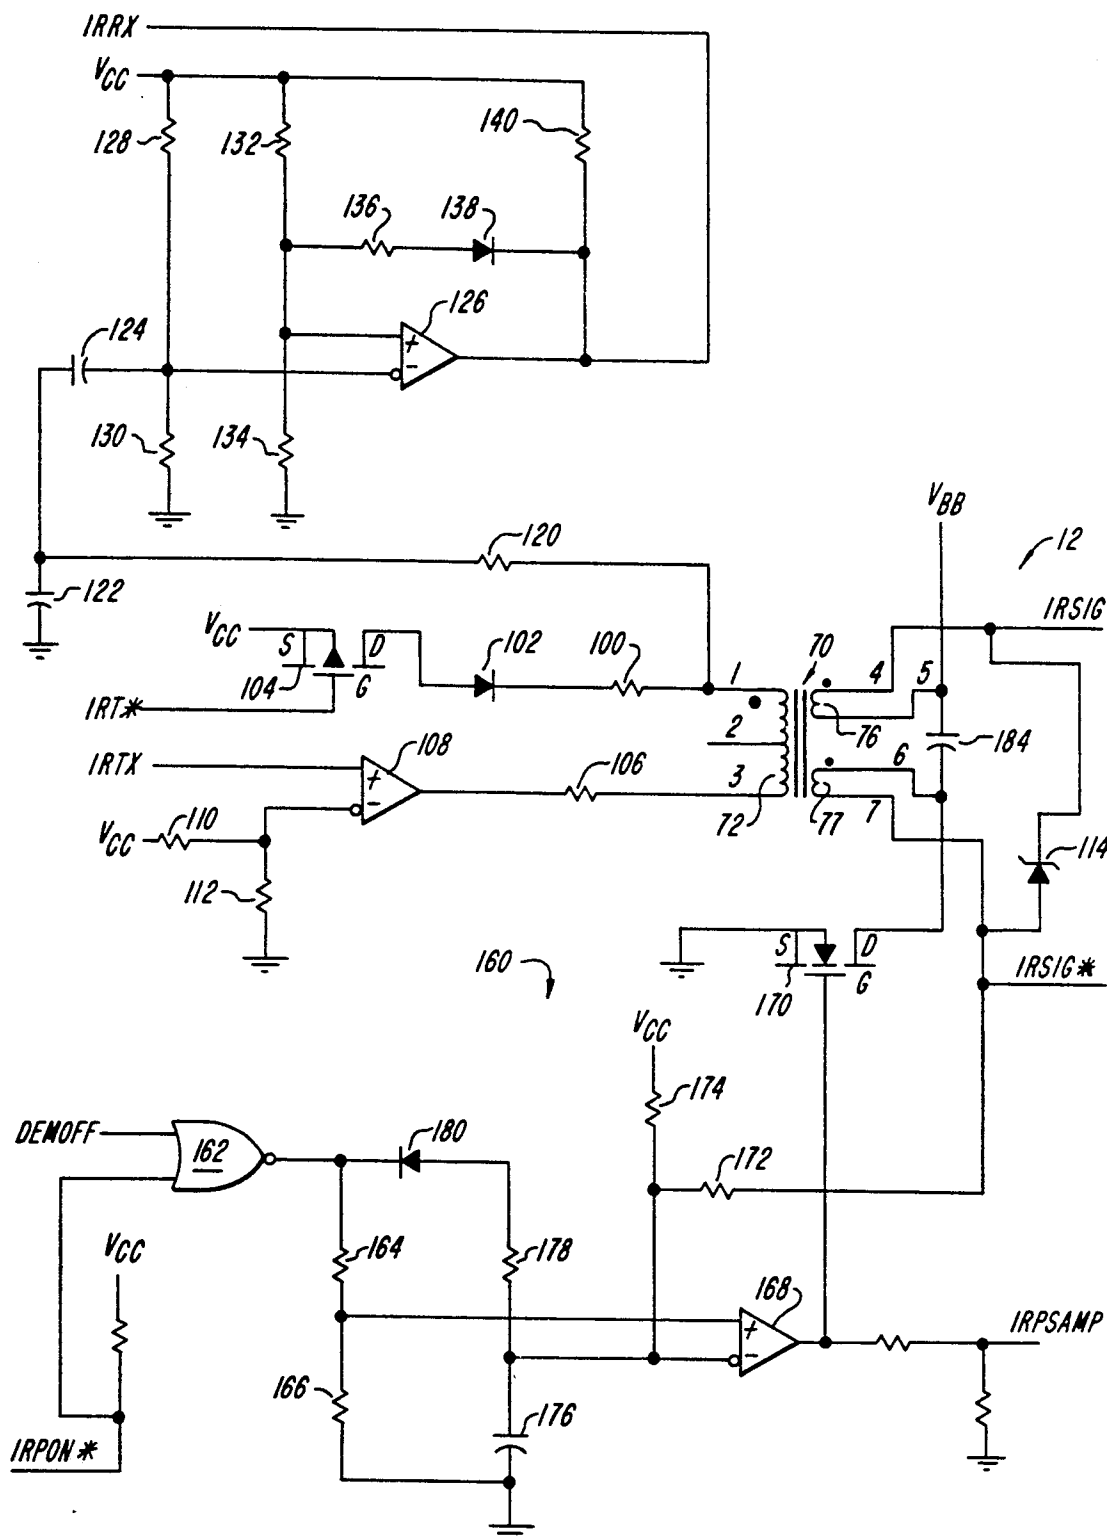 IRRX
VCC
128
132
140
136
138
124
126
130
134
VBB
120
12
122
IRSIG
VCC
S
D
102
100
1
70
4
5
104
G
IRT*
2
76
184
IRTX
108
106
3
6
+
-
72
77
7
VCC
110
114
112
S
D
160
170
G
IRSIG*
VCC
174
DEMOFF
162
180
172
VCC
164
178
168
+
-
IRPSAMP
166
176
IRPON*
+
-